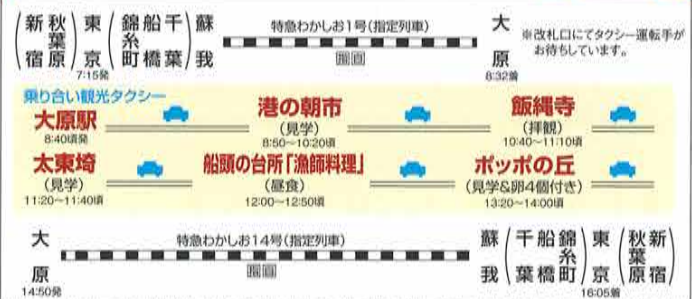 (新宿 秋葉原) 東京 (錦糸町 船橋 千葉) 蘇我
特急わかしお1号(指定列車)
大原
※改札口にてタクシー運転手が
お待ちしています。
7:15発
8:32着
乗り合い観光タクシー
大原駅
8:40頃発
港の朝市
(見学)
8:50〜10:20頃
飯縄寺
(拝観)
10:40〜11:10頃
太東埼
(見学)
11:20〜11:40頃
船頭の台所「漁師料理」
(昼食)
12:00〜12:50頃
ポッポの丘
(見学&卵4個付き)
13:20〜14:00頃
大原
特急わかしお14号(指定列車)
蘇我 (千葉 船橋 錦糸町) 東京 (秋葉原 新宿)
14:50発
16:05着